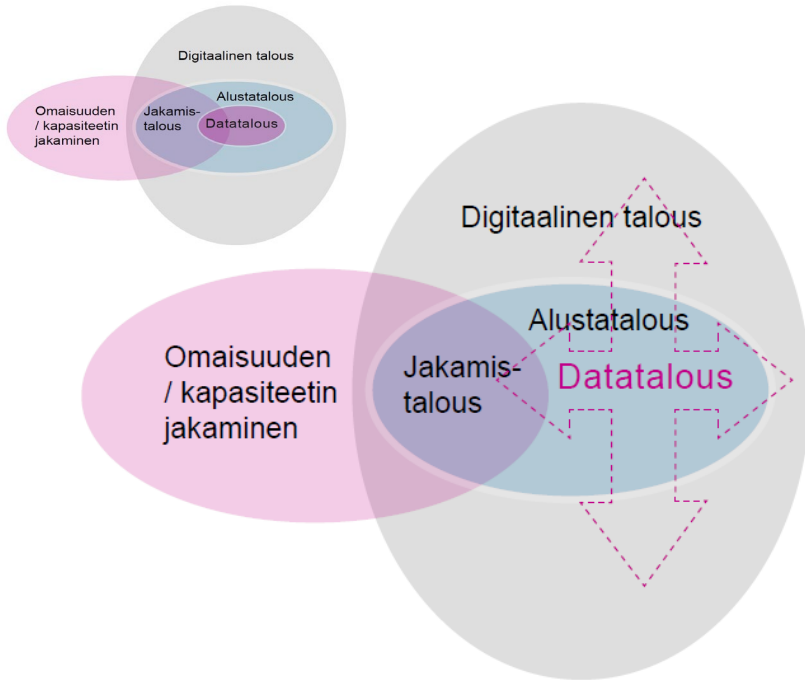 Digitaalinen talous
Alustatalous
Omaisuuden
/ kapasiteetin
jakaminen
Jakamis-
talous
Datatalous
Digitaalinen talous
Alustatalous
Omaisuuden
/ kapasiteetin
jakaminen
Jakamis-
talous
Datatalous